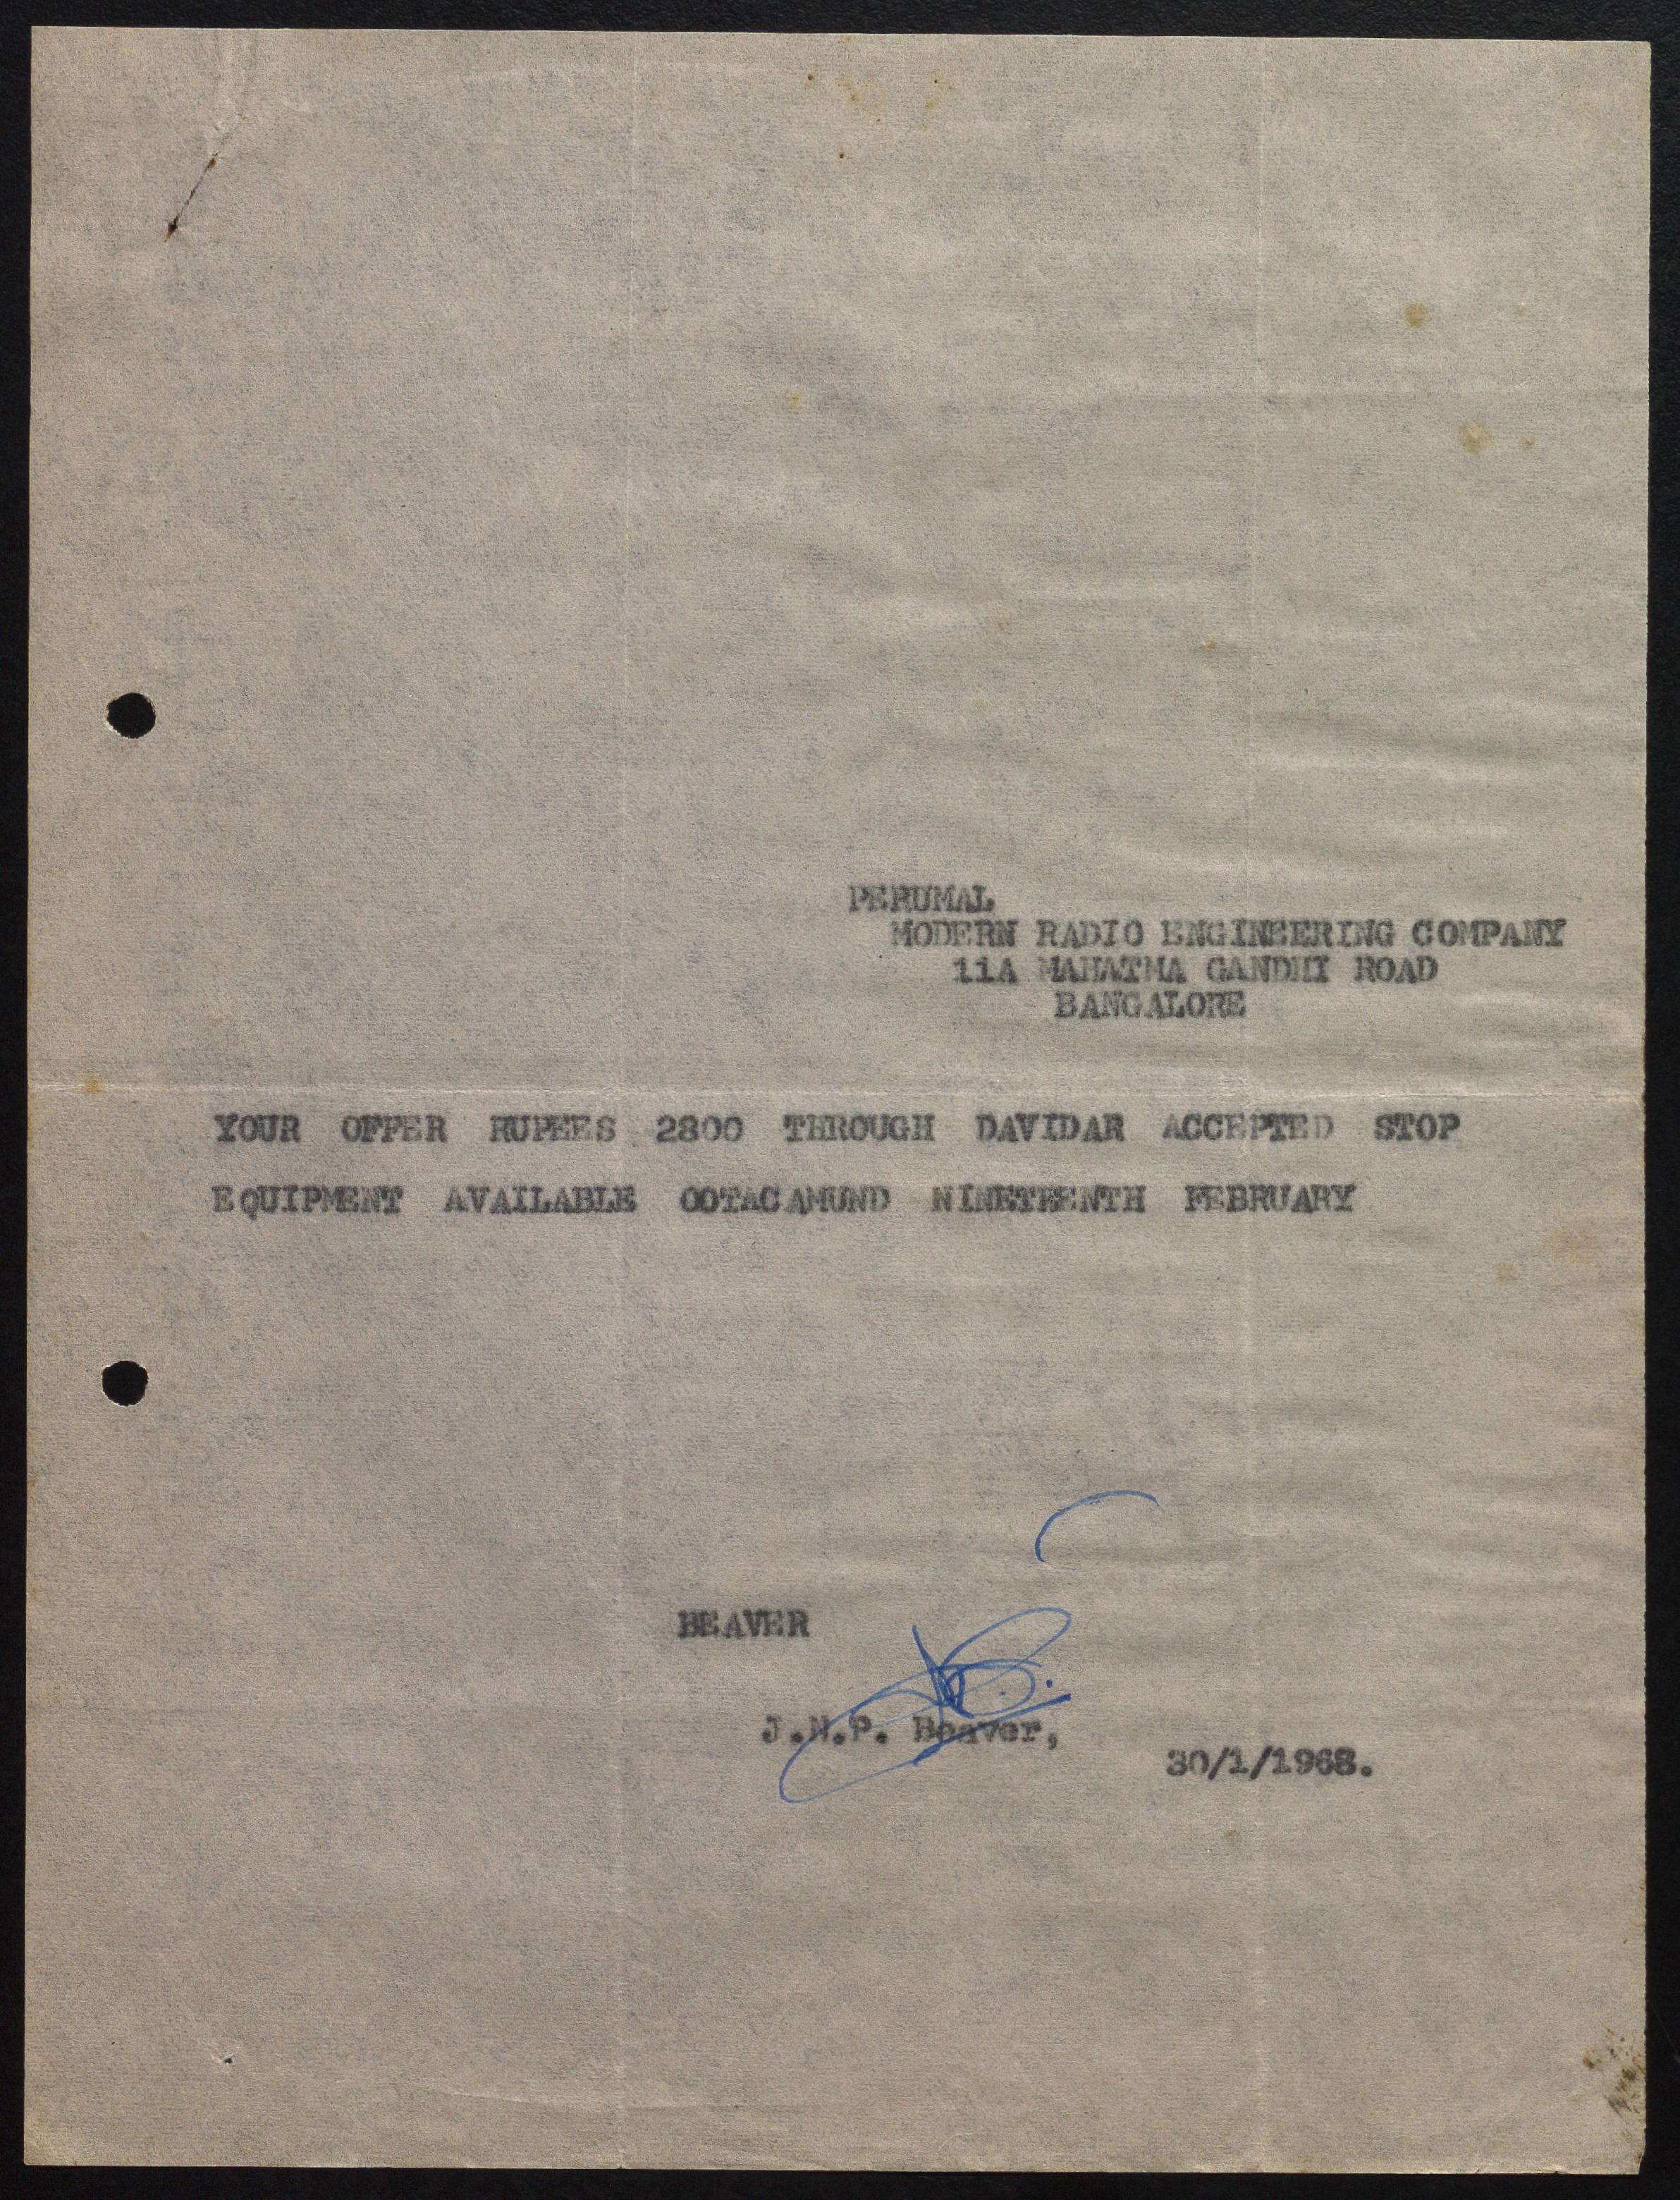 PERUMAL
MODERN RADIO ENGINEERING COMPANY
11A MAHATMA GANDHI ROAD
BANGALORE
YOUR OFFER RUPEES 2800 THROUGH DAVIDAR ACCEPTED STOP
EQUIPMENT AVAILABLE OOTACAMUND NINETEENTH FEBRUARY
BEAVER
J.N.P. Beaver,
30/1/1968.